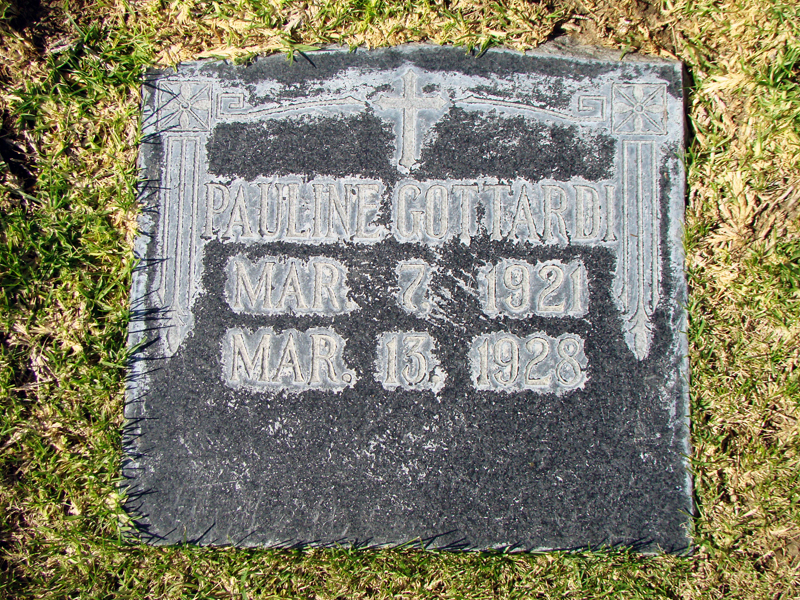 PAULINE GOTTARDI
MAR. 7, 1921
MAR. 13, 1928